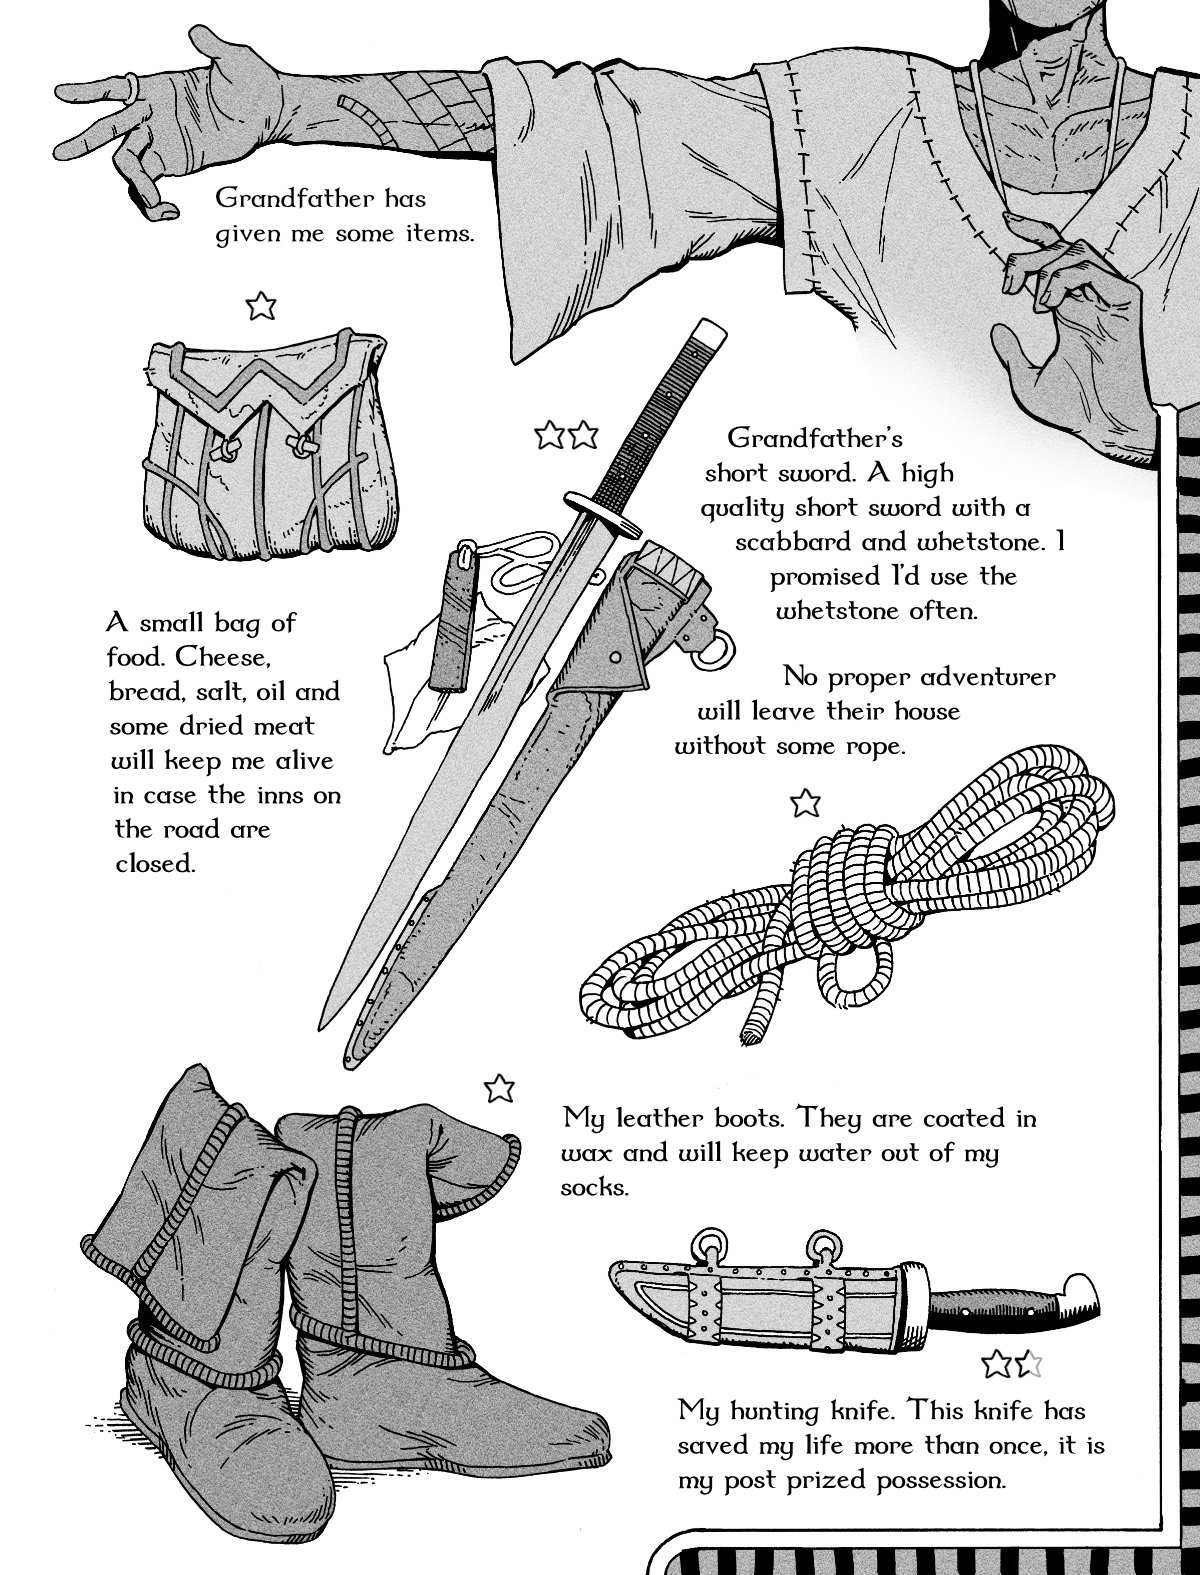 Grandfather has
given me some items.
A small bag of
food. Cheese,
bread, salt, oil and
some dried meat
will keep me alive
in case the inns on
the road are
closed.
Grandfather's
short sword. A high
quality short sword with a
scabbard and whetstone. I
promised I'd use the
whetstone often.
No proper adventurer
will leave their house
without some rope.
My leather boots. They are coated in
wax and will keep water out of my
socks.
My hunting knife. This knife has
saved my life more than once, it is
my post prized possession.